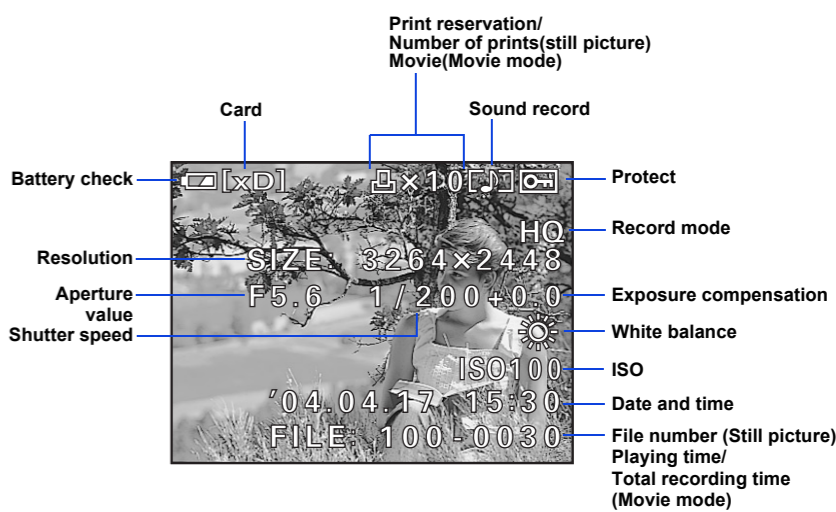 Print reservation/
Number of prints(still picture)
Movie(Movie mode)
Card
Sound record
Battery check
[xD]
×10
Protect
HQ
Record mode
Resolution
SIZE: 3264×2448
Aperture
value
F5.6 1/200+0.0
Exposure compensation
Shutter speed
White balance
ISO100
ISO
'04.04.17 15:30
Date and time
FILE: 100-0030
File number (Still picture)
Playing time/
Total recording time
(Movie mode)